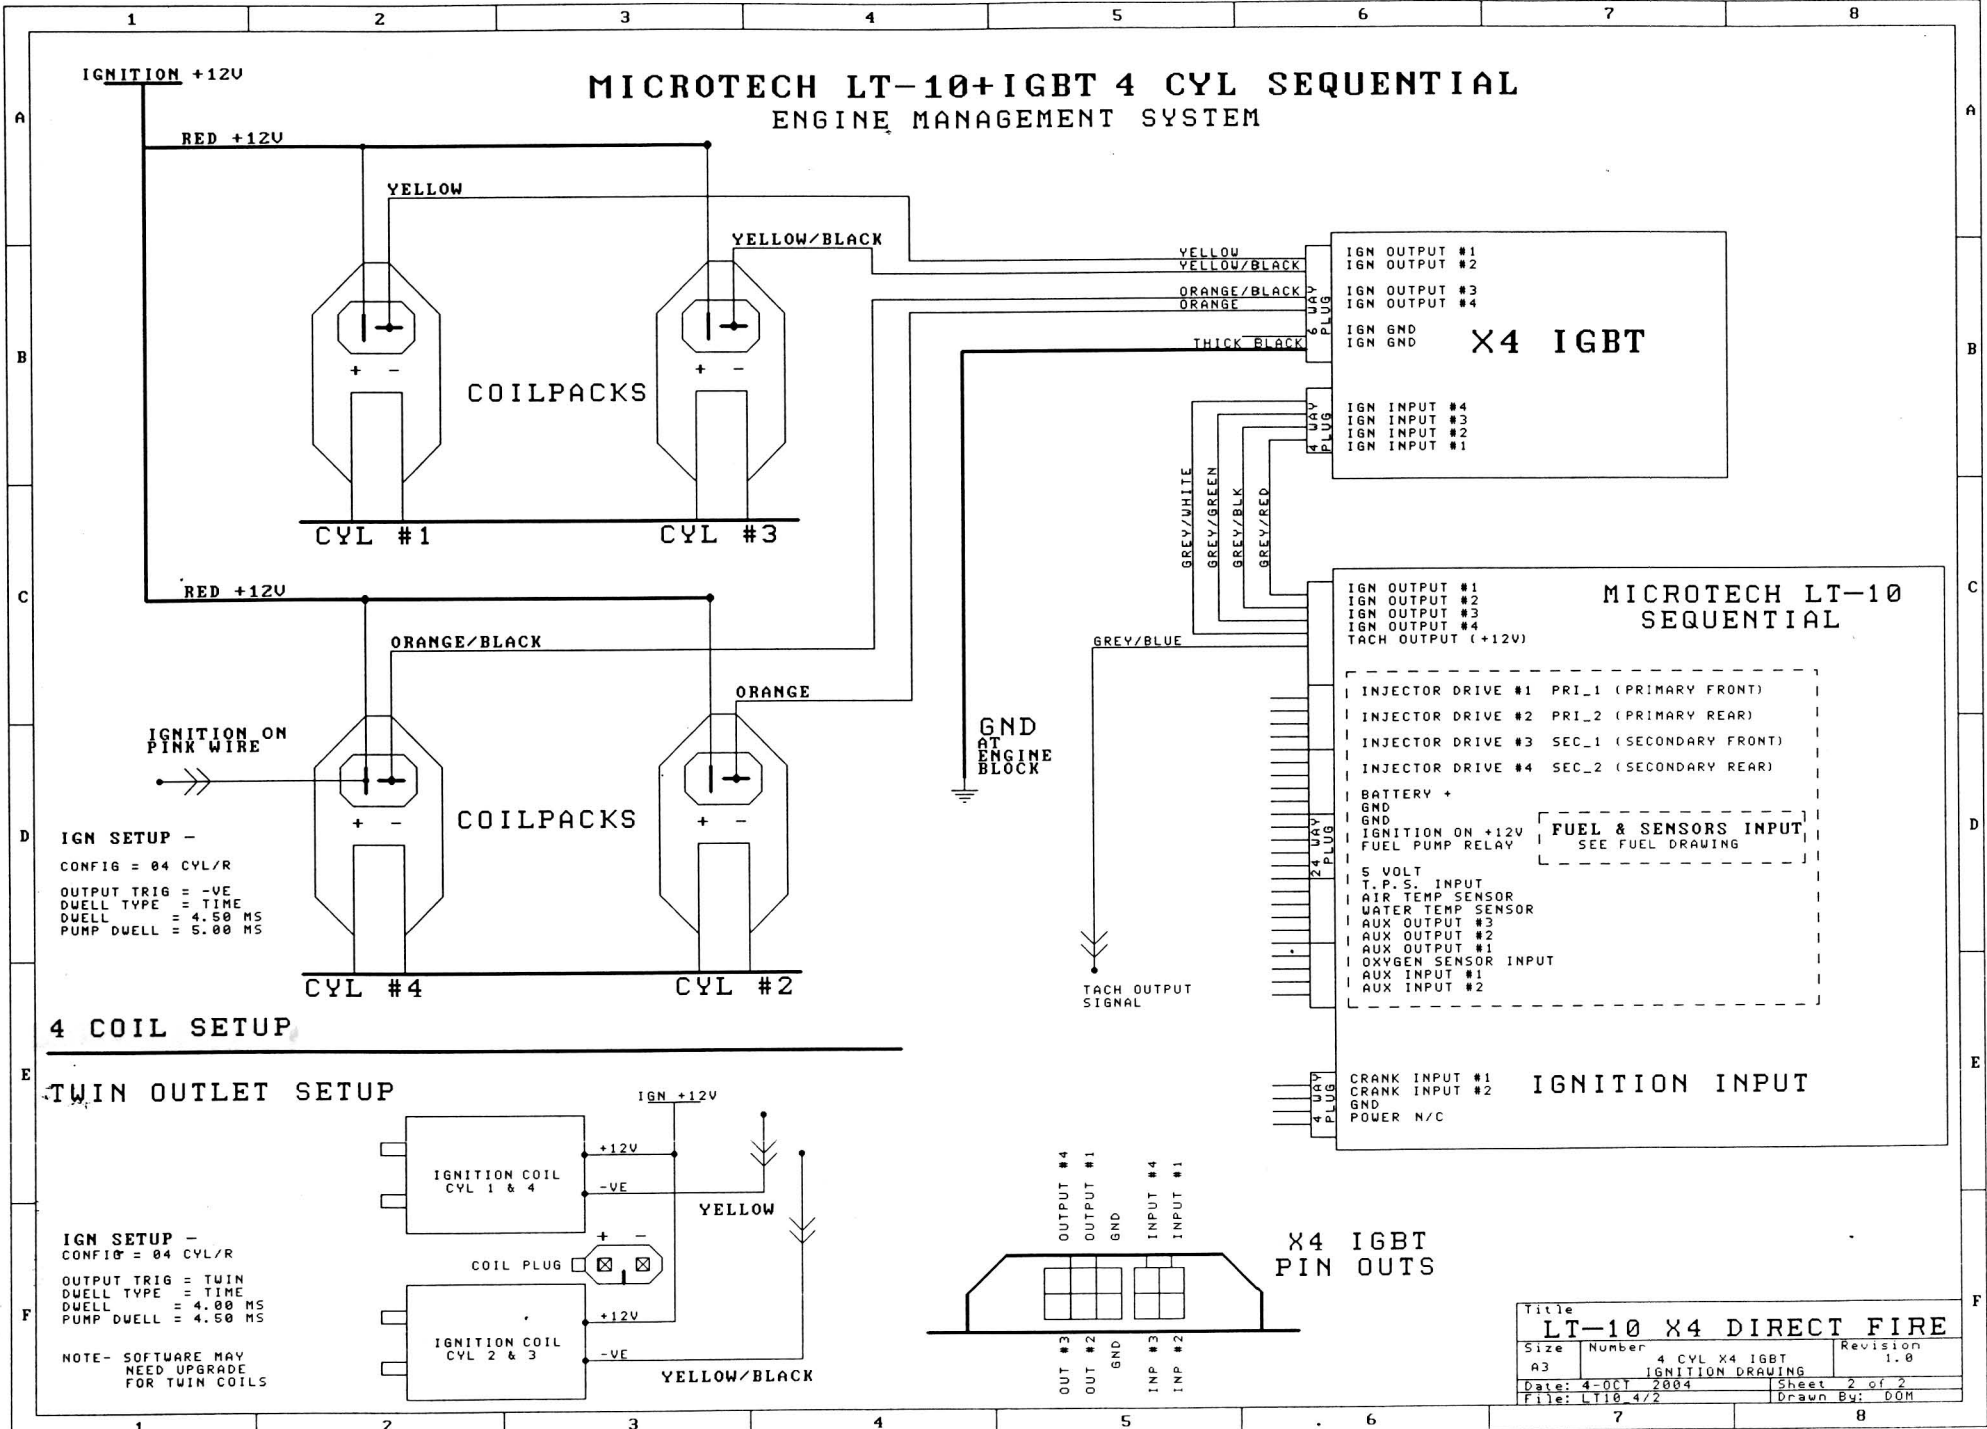 1 2 3 4 5 6 7 8
A A
B B
C C
D D
E E
F F
MICROTECH LT-10+IGBT 4 CYL SEQUENTIAL
ENGINE MANAGEMENT SYSTEM
IGNITION +12V
RED +12V
YELLOW
YELLOW/BLACK
+ -
+ -
COILPACKS
CYL #1
CYL #3
RED +12V
ORANGE/BLACK
ORANGE
IGNITION ON
PINK WIRE
+ -
+ -
COILPACKS
CYL #4
CYL #2
IGN SETUP -
CONFIG = 04 CYL/R
OUTPUT TRIG = -VE
DWELL TYPE = TIME
DWELL = 4.50 MS
PUMP DWELL = 5.00 MS
4 COIL SETUP
YELLOW
YELLOW/BLACK
ORANGE/BLACK
ORANGE
THICK BLACK
6 WAY
PLUG
IGN OUTPUT #1
IGN OUTPUT #2
IGN OUTPUT #3
IGN OUTPUT #4
IGN GND
IGN GND
X4 IGBT
4 WAY
PLUG
IGN INPUT #4
IGN INPUT #3
IGN INPUT #2
IGN INPUT #1
GREY/WHITE
GREY/GREEN
GREY/BLK
GREY/RED
GND
AT
ENGINE
BLOCK
GREY/BLUE
TACH OUTPUT
SIGNAL
MICROTECH LT-10
SEQUENTIAL
IGN OUTPUT #1
IGN OUTPUT #2
IGN OUTPUT #3
IGN OUTPUT #4
TACH OUTPUT (+12V)
INJECTOR DRIVE #1 PRI_1 (PRIMARY FRONT)
INJECTOR DRIVE #2 PRI_2 (PRIMARY REAR)
INJECTOR DRIVE #3 SEC_1 (SECONDARY FRONT)
INJECTOR DRIVE #4 SEC_2 (SECONDARY REAR)
BATTERY +
GND
GND
IGNITION ON +12V
FUEL PUMP RELAY
FUEL & SENSORS INPUT
SEE FUEL DRAWING
24 WAY
PLUG
5 VOLT
T.P.S. INPUT
AIR TEMP SENSOR
WATER TEMP SENSOR
AUX OUTPUT #3
AUX OUTPUT #2
AUX OUTPUT #1
OXYGEN SENSOR INPUT
AUX INPUT #1
AUX INPUT #2
4 WAY
PLUG
CRANK INPUT #1
CRANK INPUT #2
GND
POWER N/C
IGNITION INPUT
TWIN OUTLET SETUP
IGN +12V
IGNITION COIL
CYL 1 & 4
+12V
-VE
YELLOW
COIL PLUG
+ -
IGNITION COIL
CYL 2 & 3
+12V
-VE
YELLOW/BLACK
IGN SETUP -
CONFIG = 04 CYL/R
OUTPUT TRIG = TWIN
DWELL TYPE = TIME
DWELL = 4.00 MS
PUMP DWELL = 4.50 MS
NOTE- SOFTWARE MAY
NEED UPGRADE
FOR TWIN COILS
OUTPUT #4
OUTPUT #1
GND
INPUT #4
INPUT #1
OUT #3
OUT #2
GND
INP #3
INP #2
X4 IGBT
PIN OUTS
Title
LT-10 X4 DIRECT FIRE
Size
A3
Number
4 CYL X4 IGBT
IGNITION DRAWING
Revision
1.0
Date: 4-OCT 2004
Sheet 2 of 2
File: LT10_4/2
Drawn By: DOM
1 2 3 4 5 6 7 8